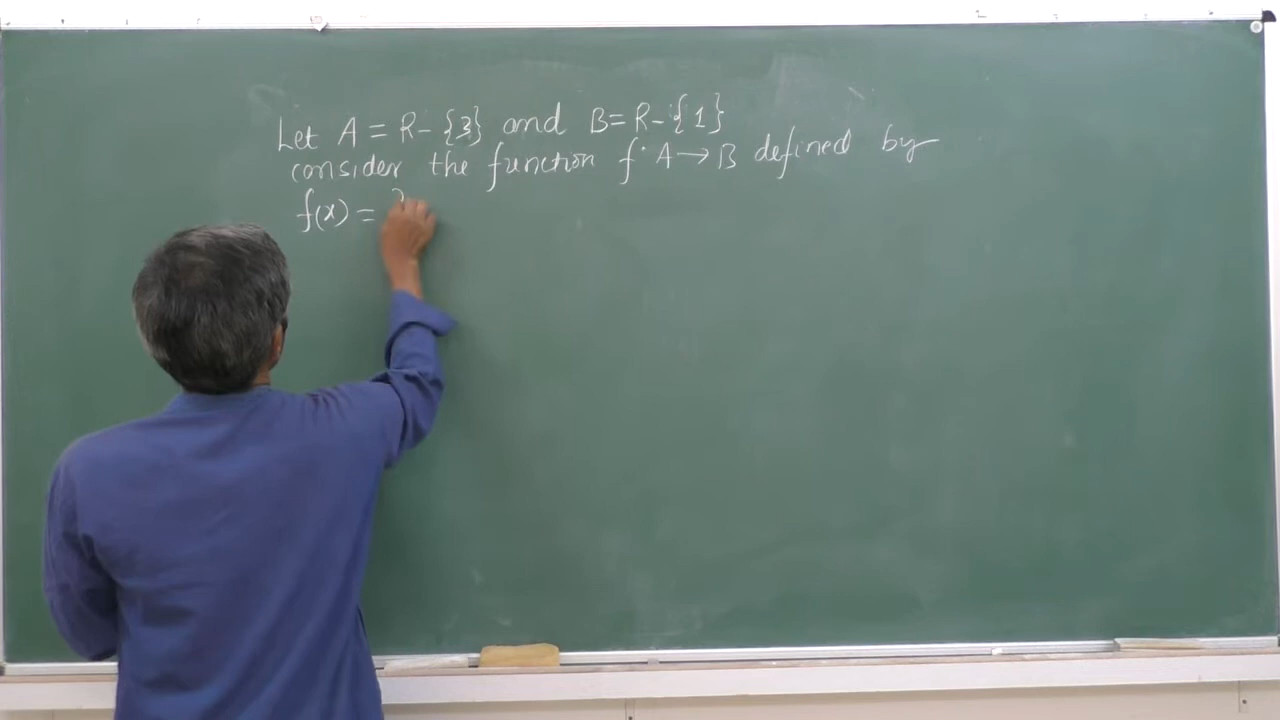 Let A = R - {3} and B = R - {1}
consider the function f: A → B defined by
f(x) =